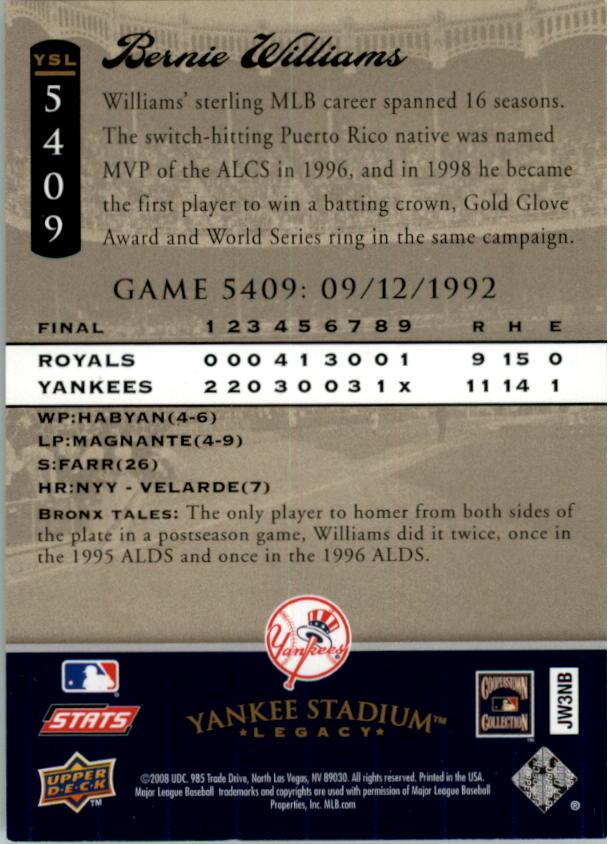 YSL
5
4
0
9
Bernie Williams
Williams' sterling MLB career spanned 16 seasons.
The switch-hitting Puerto Rico native was named
MVP of the ALCS in 1996, and in 1998 he became
the first player to win a batting crown, Gold Glove
Award and World Series ring in the same campaign.
GAME 5409: 09/12/1992
FINAL 1 2 3 4 5 6 7 8 9 R H E
ROYALS 0 0 0 4 1 3 0 0 1 9 15 0
YANKEES 2 2 0 3 0 0 3 1 x 11 14 1
WP:HABYAN(4-6)
LP:MAGNANTE(4-9)
S:FARR(26)
HR:NYY - VELARDE(7)
BRONX TALES: The only player to homer from both sides of
the plate in a postseason game, Williams did it twice, once in
the 1995 ALDS and once in the 1996 ALDS.
Yankees
STATS
YANKEE STADIUM™
★LEGACY★
COOPERSTOWN
COLLECTION
™
JW3NB
UPPER
D·E·C·K
™
©2008 UDC. 985 Trade Drive, North Las Vegas, NV 89030. All rights reserved. Printed in the USA.
Major League Baseball trademarks and copyrights are used with permission of Major League Baseball
Properties, Inc. MLB.com
®